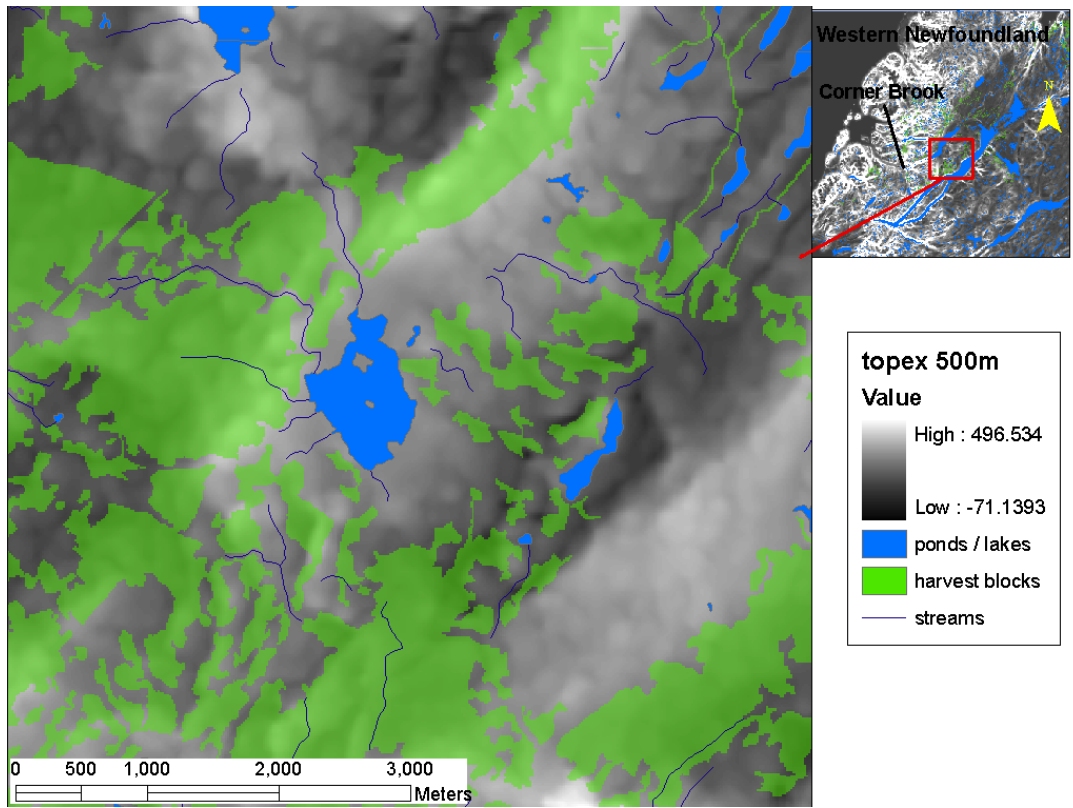 Western Newfoundland
Corner Brook
N
topex 500m
Value
High : 496.534
Low : -71.1393
ponds / lakes
harvest blocks
streams
0 500 1,000 2,000 3,000
Meters